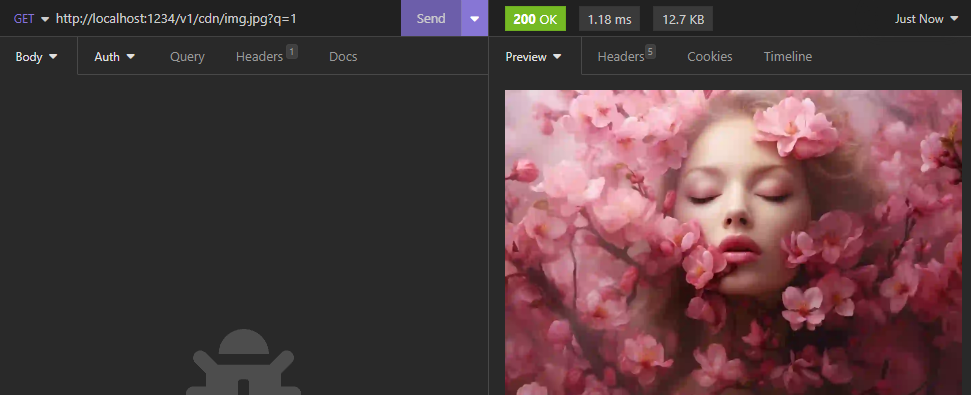 GET http://localhost:1234/v1/cdn/img.jpg?q=1 Send 200 OK 1.18 ms 12.7 KB Just Now
Body Auth Query Headers 1 Docs Preview Headers 5 Cookies Timeline